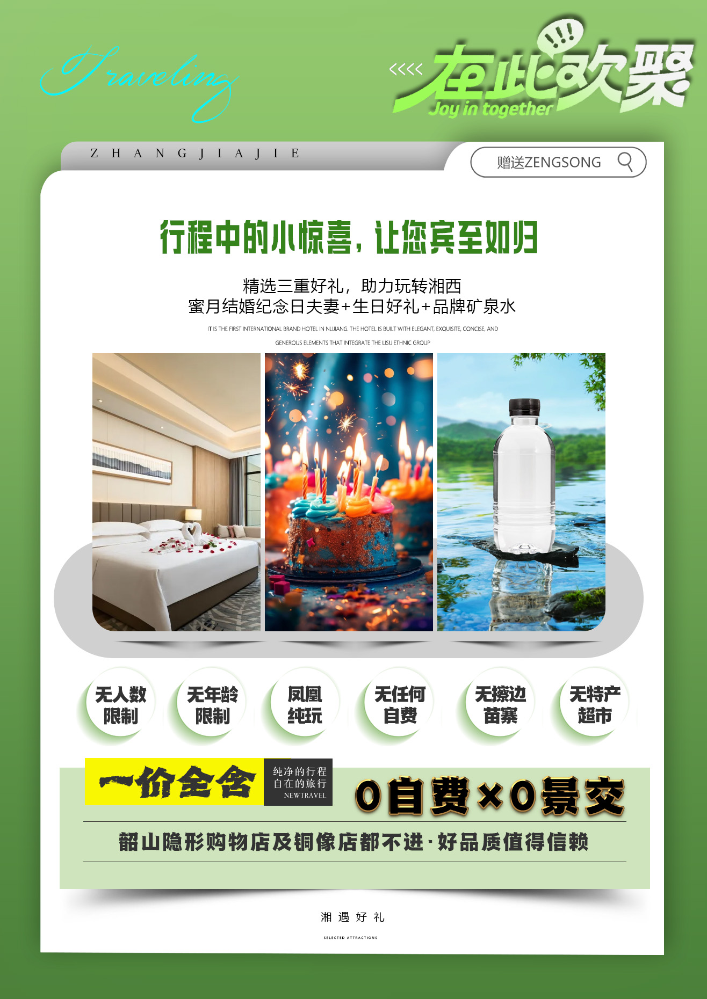 Traveling
在此欢聚
Joy in together
ZHANGJIAJIE
赠送ZENGSONG
行程中的小惊喜，让您宾至如归
精选三重好礼，助力玩转湘西
蜜月结婚纪念日夫妻+生日好礼+品牌矿泉水
IT IS THE FIRST INTERNATIONAL BRAND HOTEL IN NUJIANG. THE HOTEL IS BUILT WITH ELEGANT, EXQUISITE, CONCISE, AND
GENEROUS ELEMENTS THAT INTEGRATE THE LISU ETHNIC GROUP
无人数
限制
无年龄
限制
凤凰
纯玩
无任何
自费
无擦边
苗寨
无特产
超市
一价全含
纯净的行程
自在的旅行
NEWTRAVEL
0自费×0景交
韶山隐形购物店及铜像店都不进·好品质值得信赖
湘遇好礼
SELECTED ATTRACTIONS